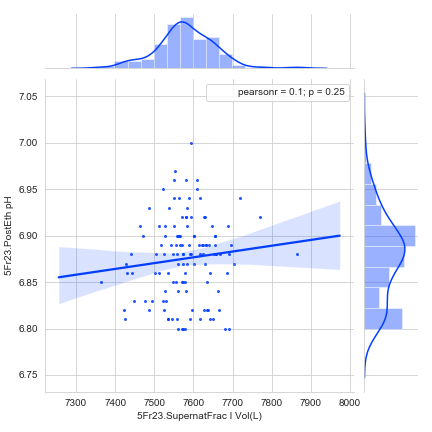 pearsonr = 0.1; p = 0.25
7.05
7.00
6.95
6.90
6.85
6.80
6.75
5Fr23.PostEth pH
7300 7400 7500 7600 7700 7800 7900 8000
5Fr23.SupernatFrac I Vol(L)